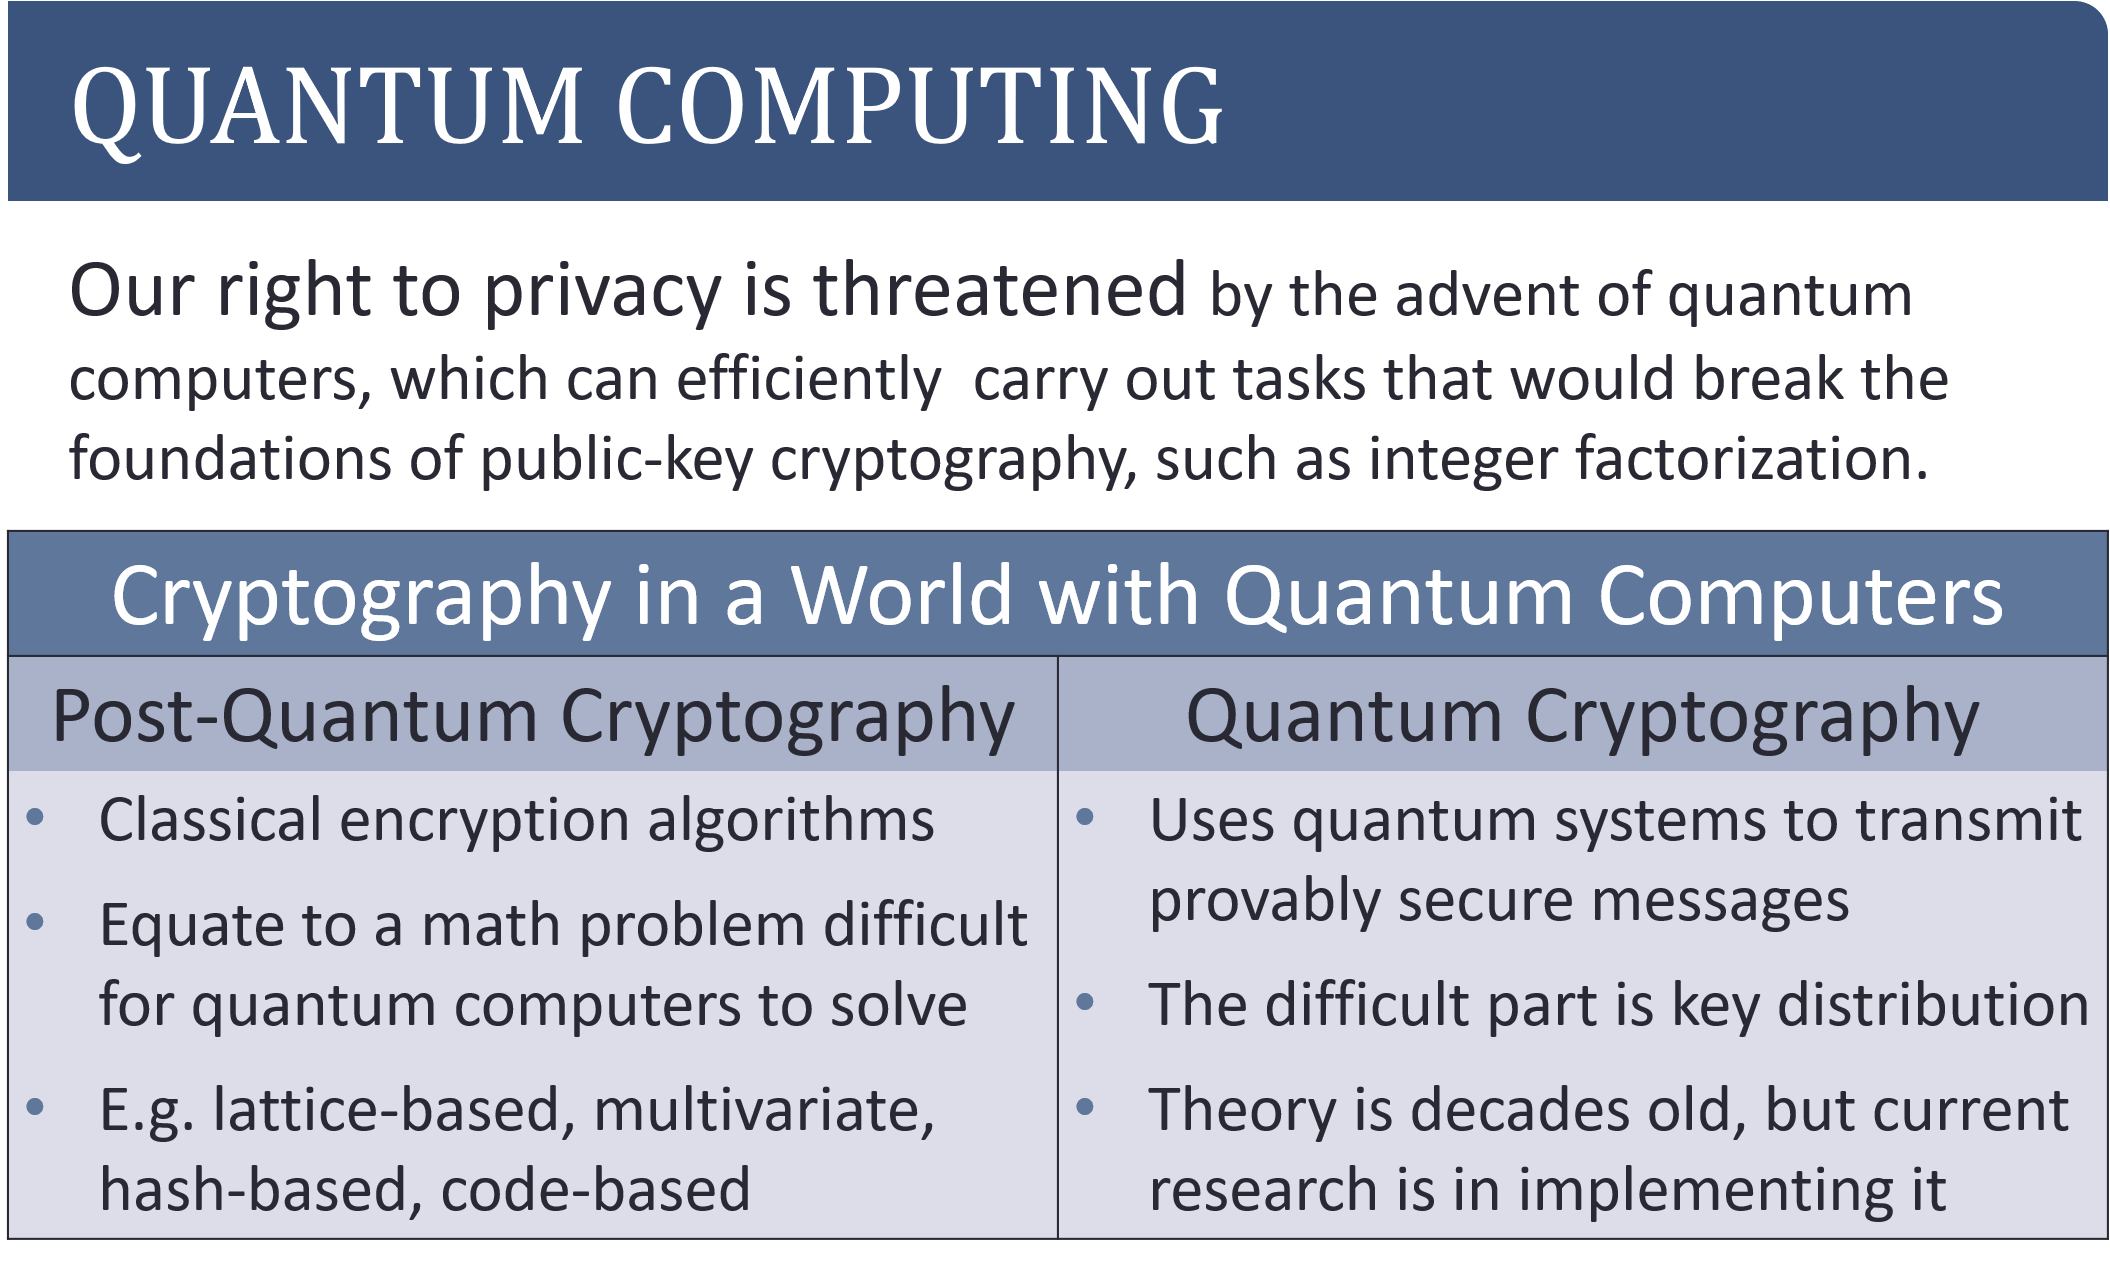 QUANTUM COMPUTING
Our right to privacy is threatened by the advent of quantum
computers, which can efficiently  carry out tasks that would break the
foundations of public-key cryptography, such as integer factorization.
Cryptography in a World with Quantum Computers
Post-Quantum Cryptography
• Classical encryption algorithms
• Equate to a math problem difficult
for quantum computers to solve
• E.g. lattice-based, multivariate,
hash-based, code-based
Quantum Cryptography
• Uses quantum systems to transmit
provably secure messages
• The difficult part is key distribution
• Theory is decades old, but current
research is in implementing it